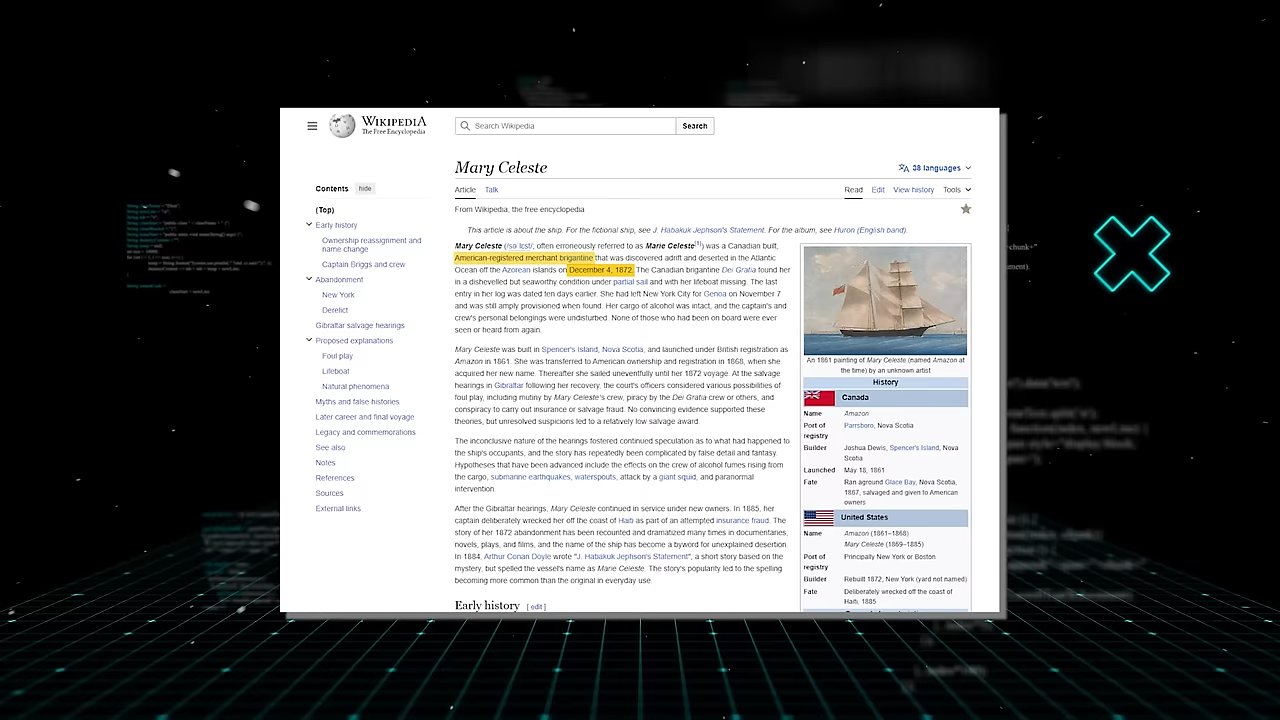 WIKIPEDIA
The Free Encyclopedia
Search Wikipedia
Search
Mary Celeste
38 languages
Contents
hide
Article
Talk
Read
Edit
View history
Tools
(Top)
Early history
Ownership reassignment and
name change
Captain Briggs and crew
Abandonment
New York
Derelict
Gibraltar salvage hearings
Proposed explanations
Foul play
Lifeboat
Natural phenomena
Myths and false histories
Later career and final voyage
Legacy and commemorations
See also
Notes
References
Sources
External links
From Wikipedia, the free encyclopedia
This article is about the ship. For the fictional ship, see J. Habakuk Jephson's Statement. For the album, see Huron (English band).
Mary Celeste (/səˈlɛst/, often erroneously referred to as Marie Celeste[1]) was a Canadian built,
American-registered merchant brigantine that was discovered adrift and deserted in the Atlantic
Ocean off the Azorean islands on December 4, 1872. The Canadian brigantine Dei Gratia found her
in a dishevelled but seaworthy condition under partial sail and with her lifeboat missing. The last
entry in her log was dated ten days earlier. She had left New York City for Genoa on November 7
and was still amply provisioned when found. Her cargo of alcohol was intact, and the captain's and
crew's personal belongings were undisturbed. None of those who had been on board were ever
seen or heard from again.
Mary Celeste was built in Spencer's Island, Nova Scotia, and launched under British registration as
Amazon in 1861. She was transferred to American ownership and registration in 1868, when she
acquired her new name. Thereafter she sailed uneventfully until her 1872 voyage. At the salvage
hearings in Gibraltar following her recovery, the court's officers considered various possibilities of
foul play, including mutiny by Mary Celeste's crew, piracy by the Dei Gratia crew or others, and
conspiracy to carry out insurance or salvage fraud. No convincing evidence supported these
theories, but unresolved suspicions led to a relatively low salvage award.
The inconclusive nature of the hearings fostered continued speculation as to what had happened to
the ship's occupants, and the story has repeatedly been complicated by false detail and fantasy.
Hypotheses that have been advanced include the effects on the crew of alcohol fumes rising from
the cargo, submarine earthquakes, waterspouts, attack by a giant squid, and paranormal
intervention.
After the Gibraltar hearings, Mary Celeste continued in service under new owners. In 1885, her
captain deliberately wrecked her off the coast of Haiti as part of an attempted insurance fraud. The
story of her 1872 abandonment has been recounted and dramatized many times in documentaries,
novels, plays, and films, and the name of the ship has become a byword for unexplained desertion.
In 1884, Arthur Conan Doyle wrote "J. Habakuk Jephson's Statement", a short story based on the
mystery, but spelled the vessel's name as Marie Celeste. The story's popularity led to the spelling
becoming more common than the original in everyday use.
Early history [ edit ]
An 1861 painting of Mary Celeste (named Amazon at
the time) by an unknown artist
History
Canada
Name Amazon
Port of registry Parrsboro, Nova Scotia
Builder Joshua Dewis, Spencer's Island, Nova
Scotia
Launched May 18, 1861
Fate Ran aground Glace Bay, Nova Scotia,
1867, salvaged and given to American
owners
United States
Name Amazon (1861–1868)
Mary Celeste (1869–1885)
Port of registry Principally New York or Boston
Builder Rebuilt 1872, New York (yard not named)
Fate Deliberately wrecked off the coast of
Haiti, 1885